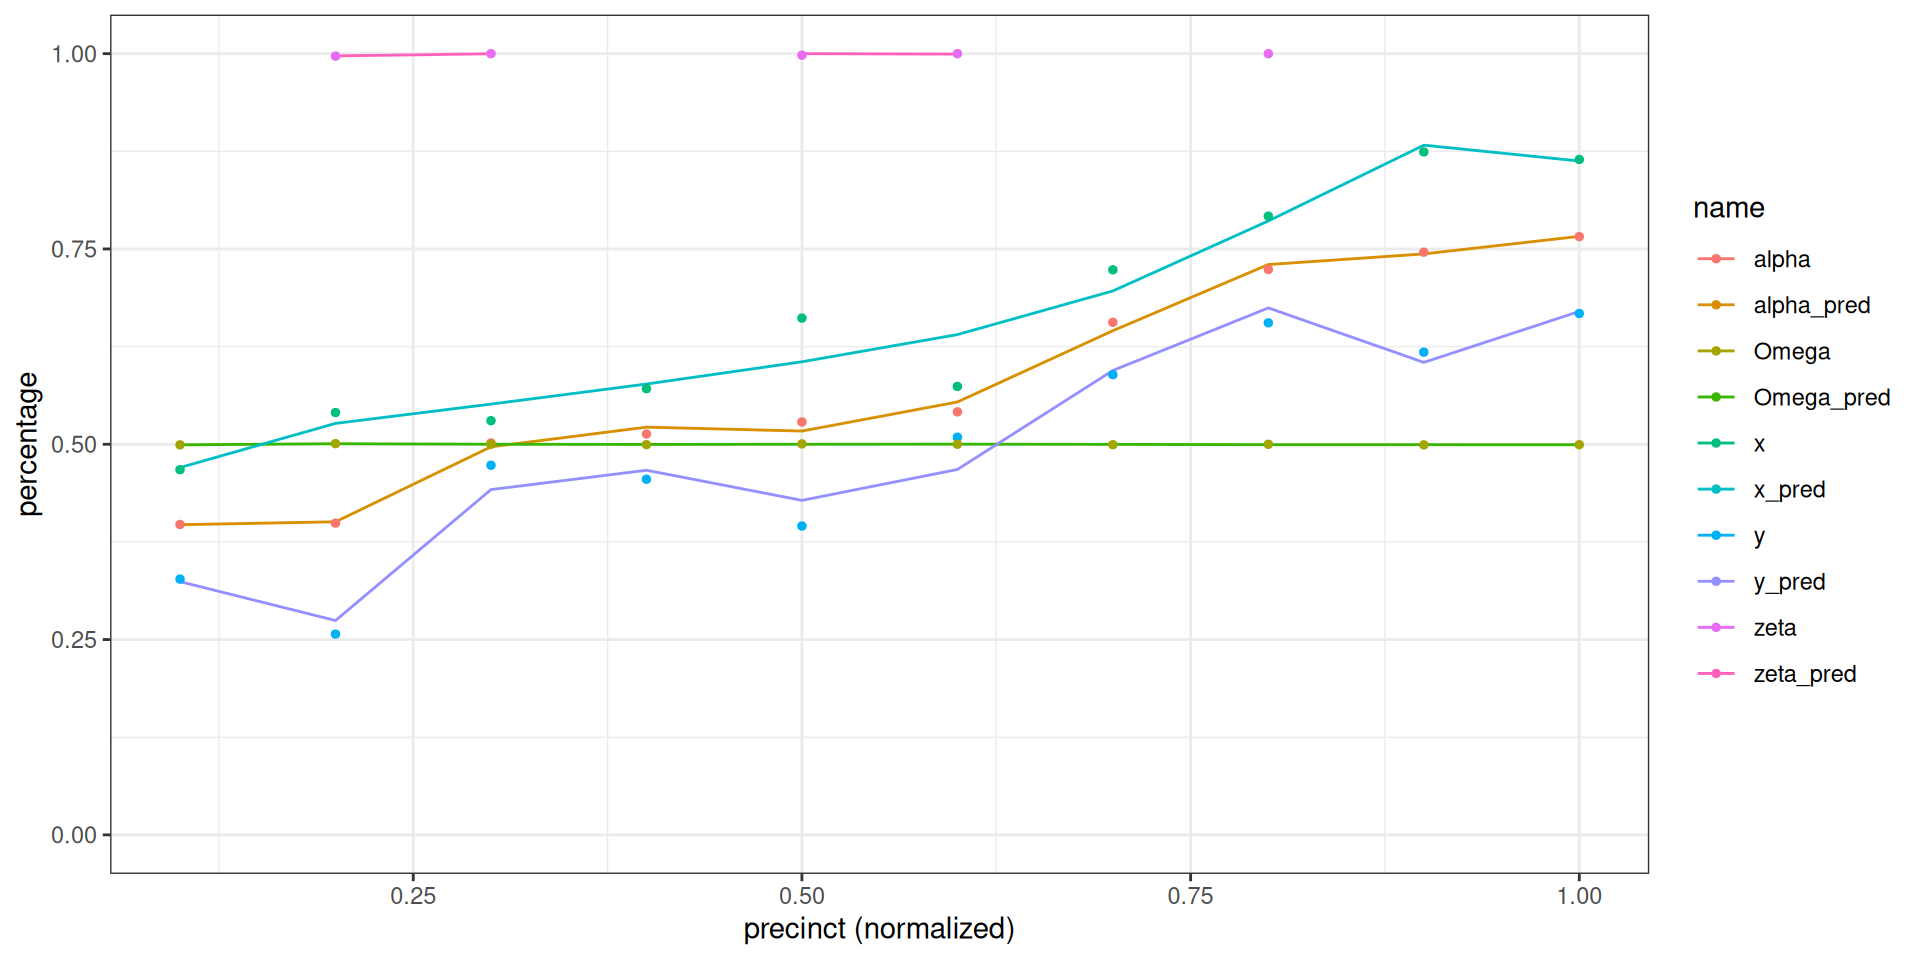 1.00
0.75
0.50
0.25
0.00
percentage
0.25
0.50
0.75
1.00
precinct (normalized)
name
alpha
alpha_pred
Omega
Omega_pred
x
x_pred
y
y_pred
zeta
zeta_pred